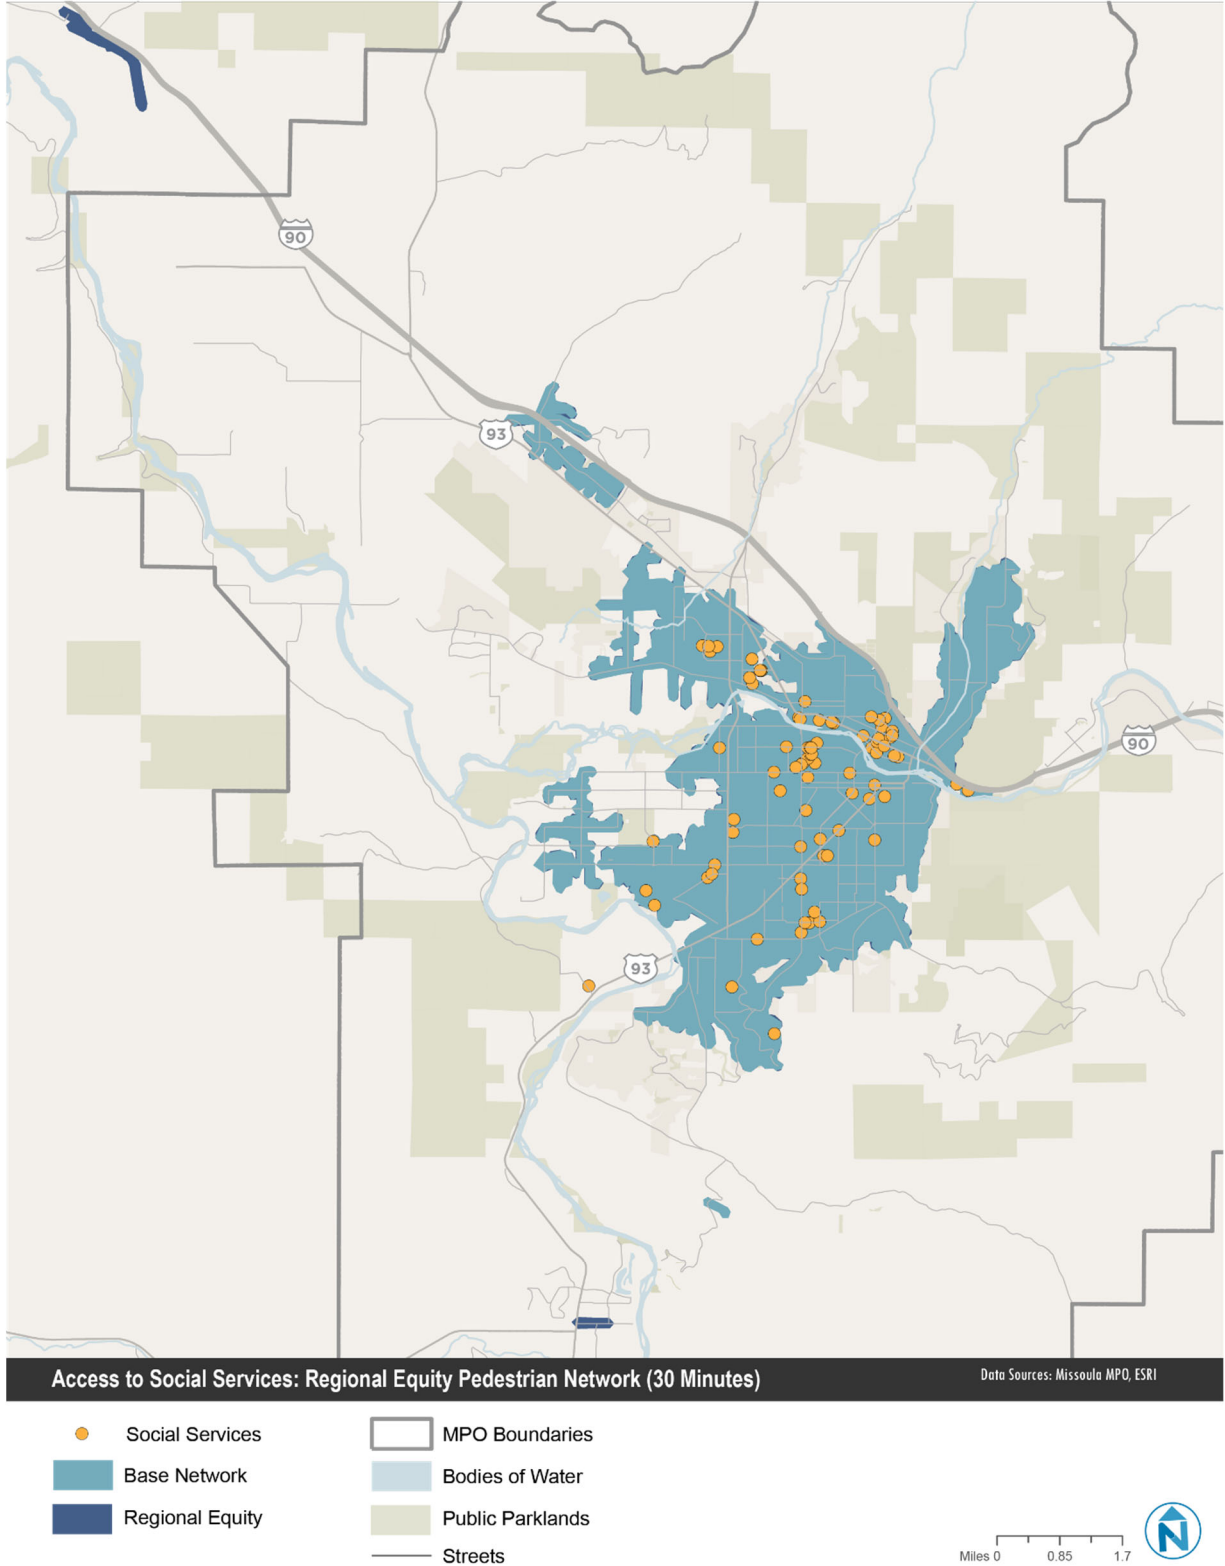 90
93
93
90
Access to Social Services: Regional Equity Pedestrian Network (30 Minutes)
Data Sources: Missoula MPO, ESRI
Social Services
MPO Boundaries
Base Network
Bodies of Water
Regional Equity
Public Parklands
Streets
N
Miles 0 0.85 1.7